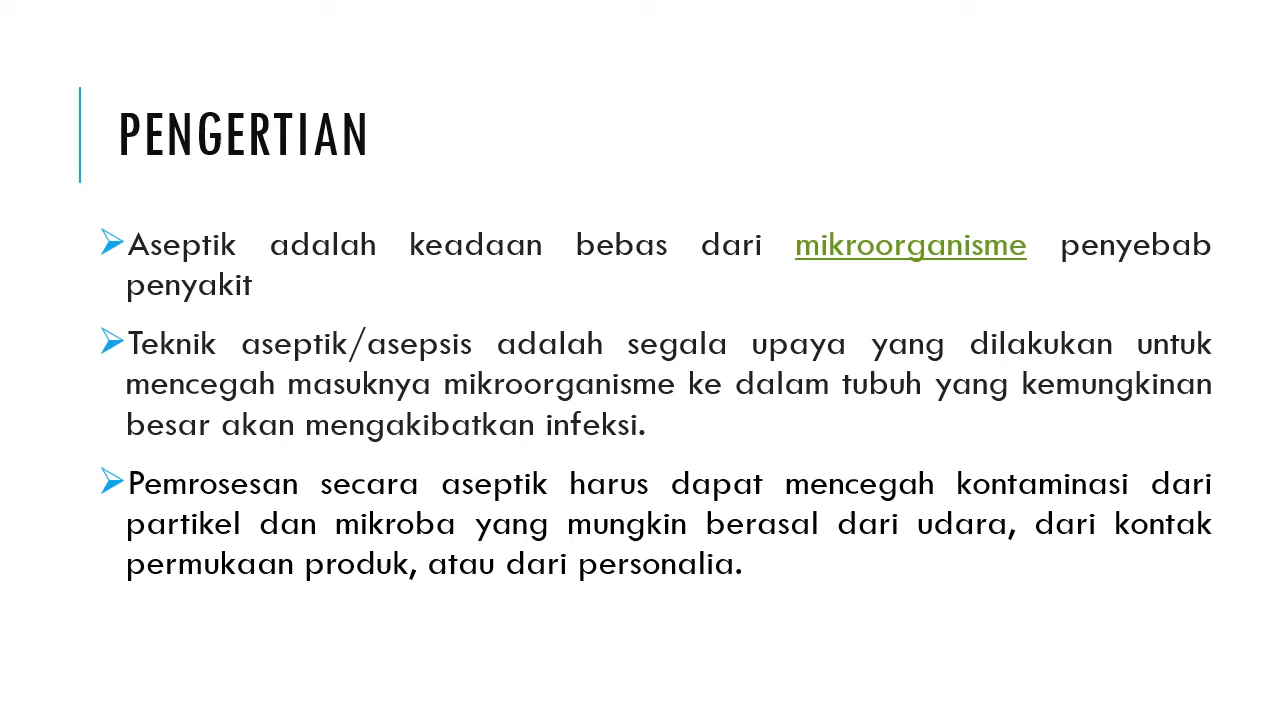 PENGERTIAN
➢Aseptik adalah keadaan bebas dari mikroorganisme penyebab
penyakit
➢Teknik aseptik/asepsis adalah segala upaya yang dilakukan untuk
mencegah masuknya mikroorganisme ke dalam tubuh yang kemungkinan
besar akan mengakibatkan infeksi.
➢Pemrosesan secara aseptik harus dapat mencegah kontaminasi dari
partikel dan mikroba yang mungkin berasal dari udara, dari kontak
permukaan produk, atau dari personalia.